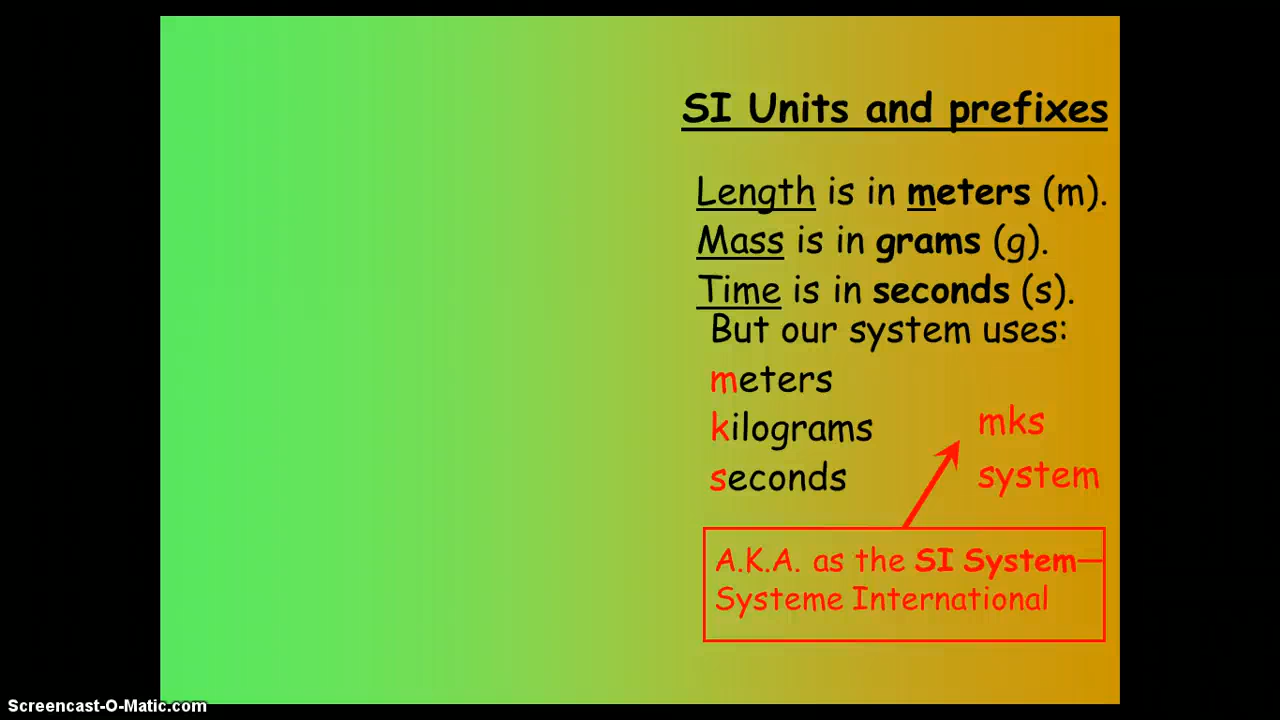 SI Units and prefixes
Length is in meters (m).
Mass is in grams (g).
Time is in seconds (s).
But our system uses:
meters
kilograms
seconds
mks
system
A.K.A. as the SI System—
Systeme International
Screencast-O-Matic.com